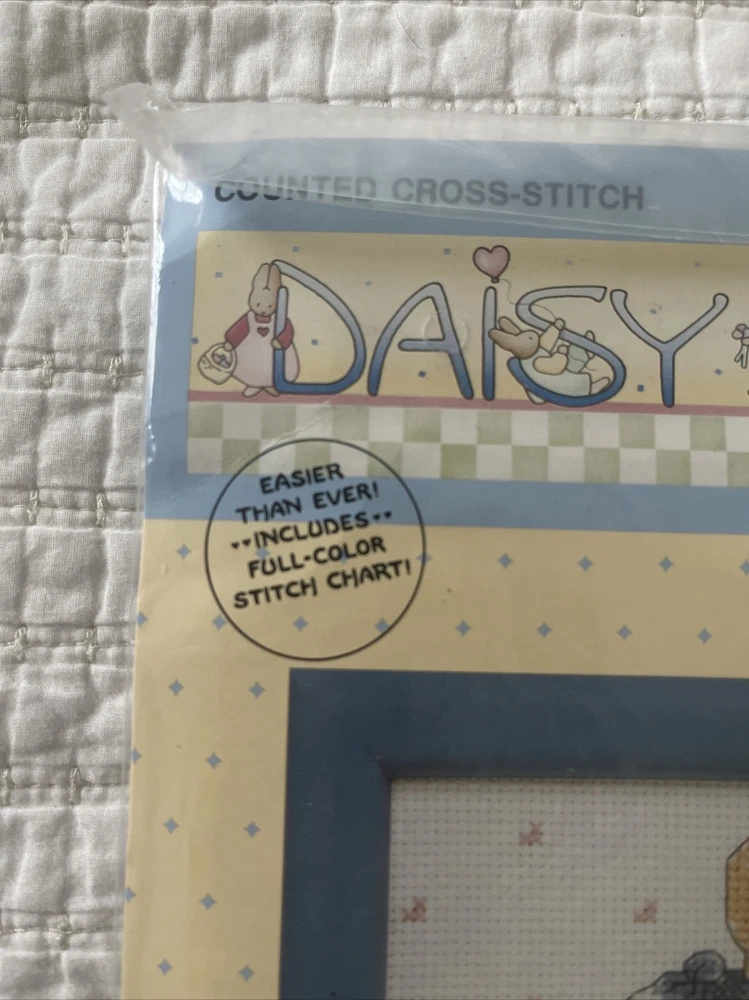 COUNTED CROSS-STITCH
DAISY
EASIER
THAN EVER!
INCLUDES
FULL-COLOR
STITCH CHART!